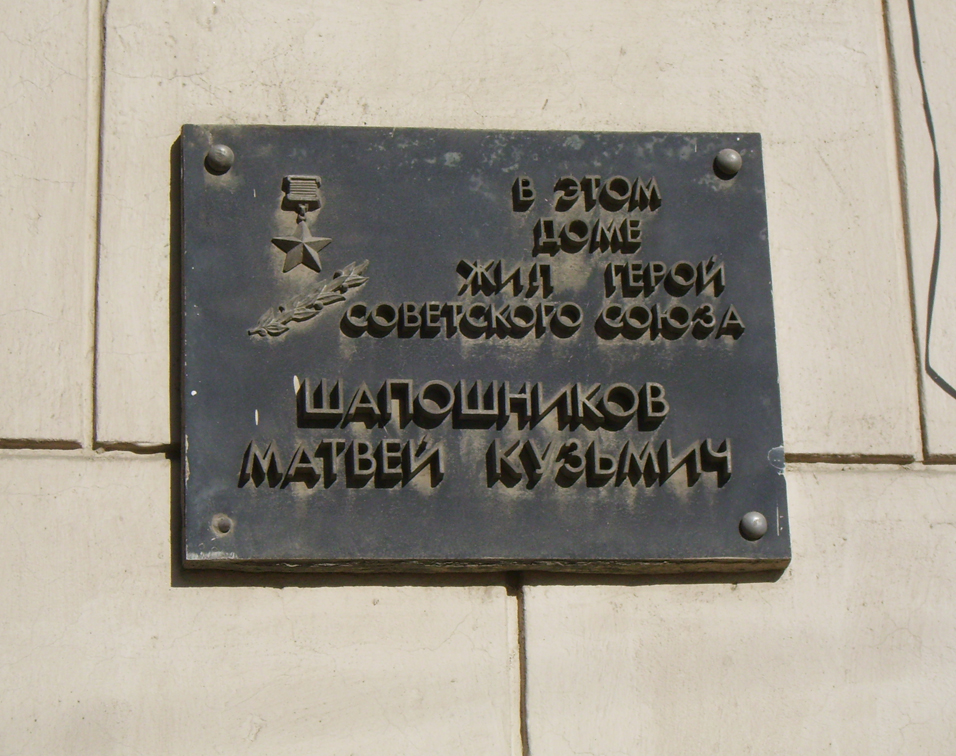 В ЭТОМ
ДОМЕ
ЖИЛ ГЕРОЙ
СОВЕТСКОГО СОЮЗА
ШАПОШНИКОВ
МАТВЕЙ КУЗЬМИЧ